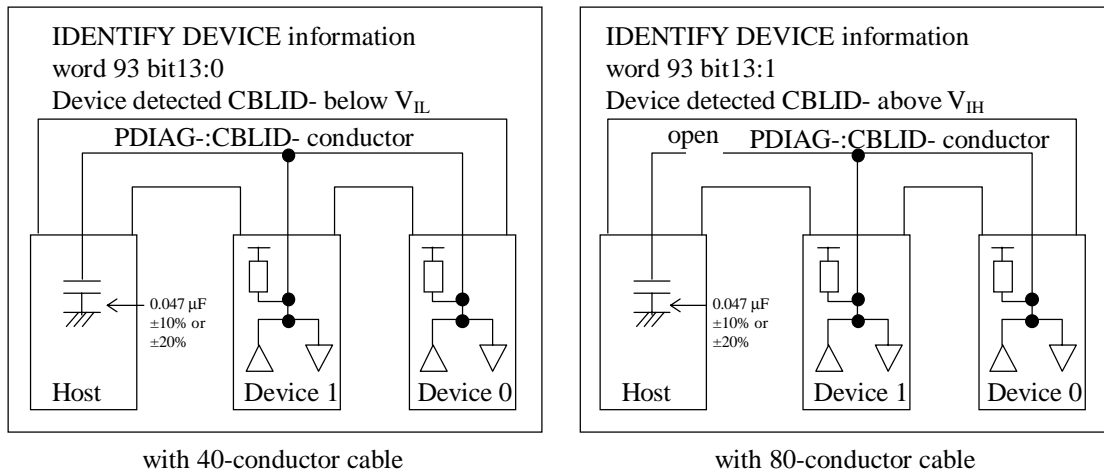 IDENTIFY DEVICE information
word 93 bit13:0
Device detected CBLID- below VIL
PDIAG-:CBLID- conductor
0.047 µF
±10% or
±20%
Host
Device 1
Device 0
with 40-conductor cable
IDENTIFY DEVICE information
word 93 bit13:1
Device detected CBLID- above VIH
open
PDIAG-:CBLID- conductor
0.047 µF
±10% or
±20%
Host
Device 1
Device 0
with 80-conductor cable